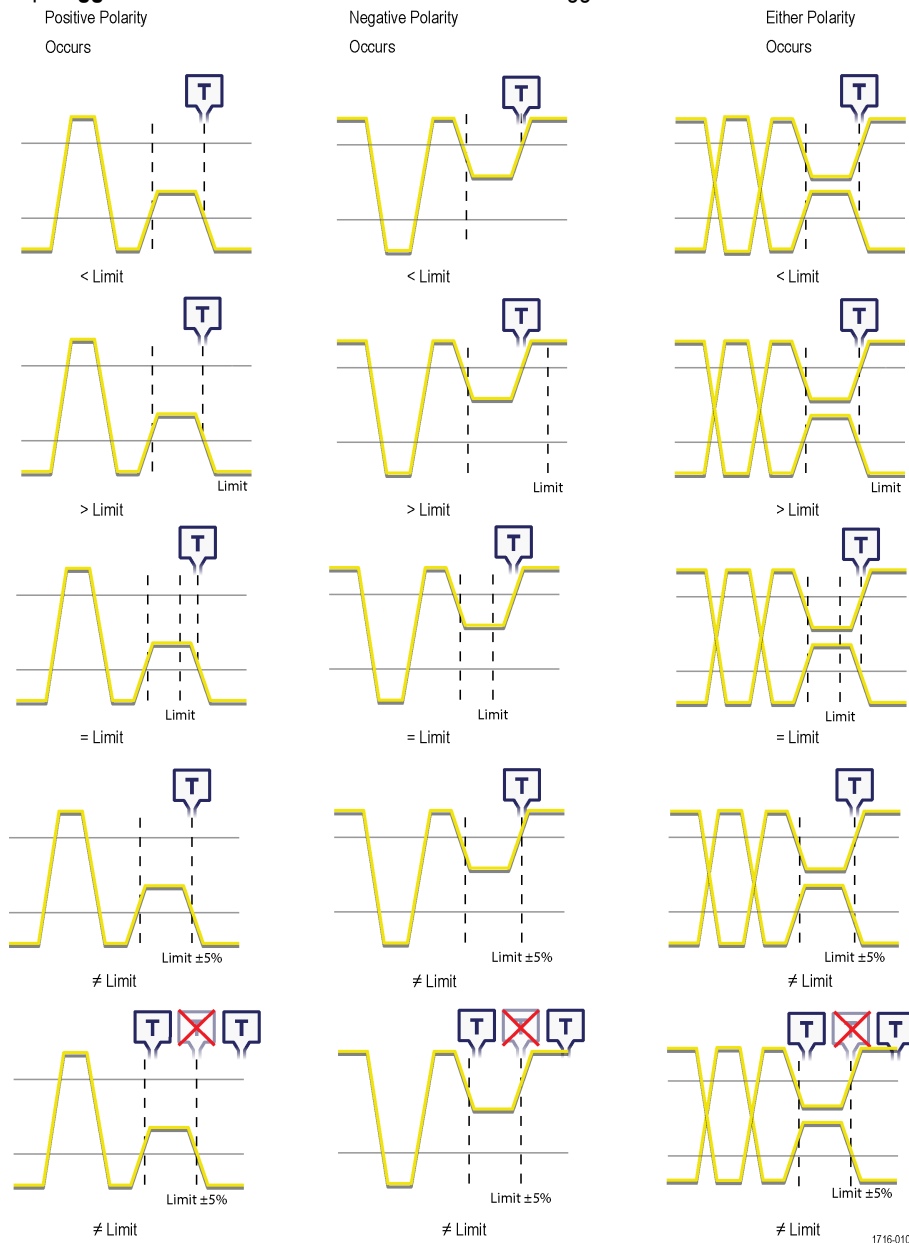 Positive Polarity Negative Polarity Either Polarity
Occurs Occurs Occurs
T T T
< Limit < Limit < Limit
T T T
Limit Limit Limit
> Limit > Limit > Limit
T T T
Limit Limit Limit
= Limit = Limit = Limit
T T T
Limit ±5% Limit ±5% Limit ±5%
≠ Limit ≠ Limit ≠ Limit
T T T T T T T T T
Limit ±5% Limit ±5% Limit ±5%
≠ Limit ≠ Limit ≠ Limit
1716-010